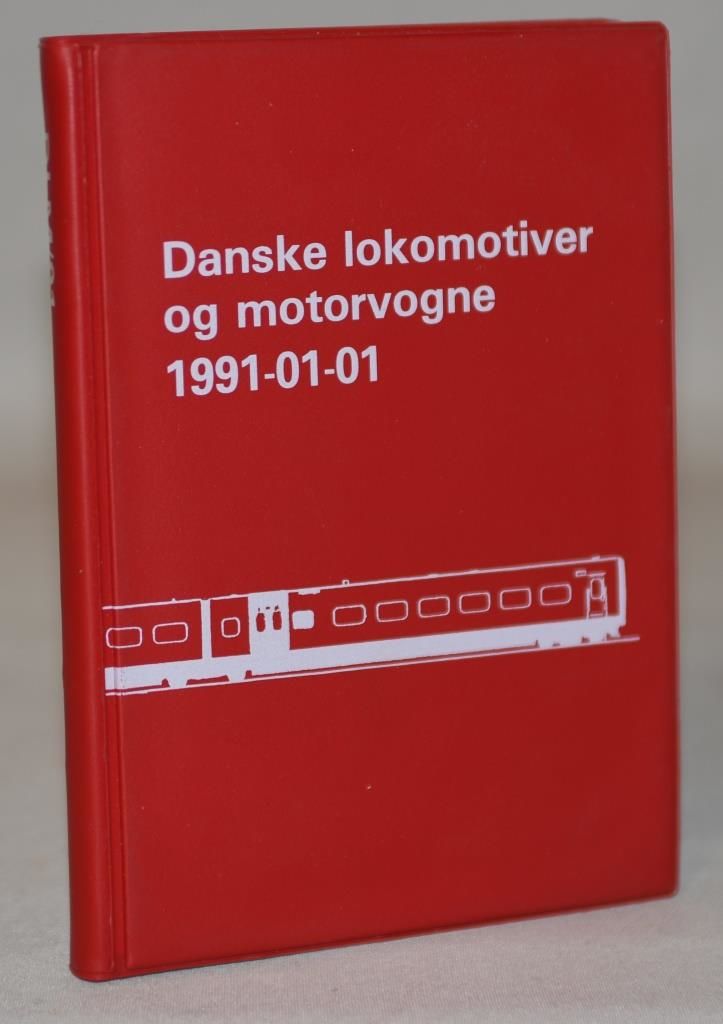 Danske lokomotiver
og motorvogne
1991-01-01